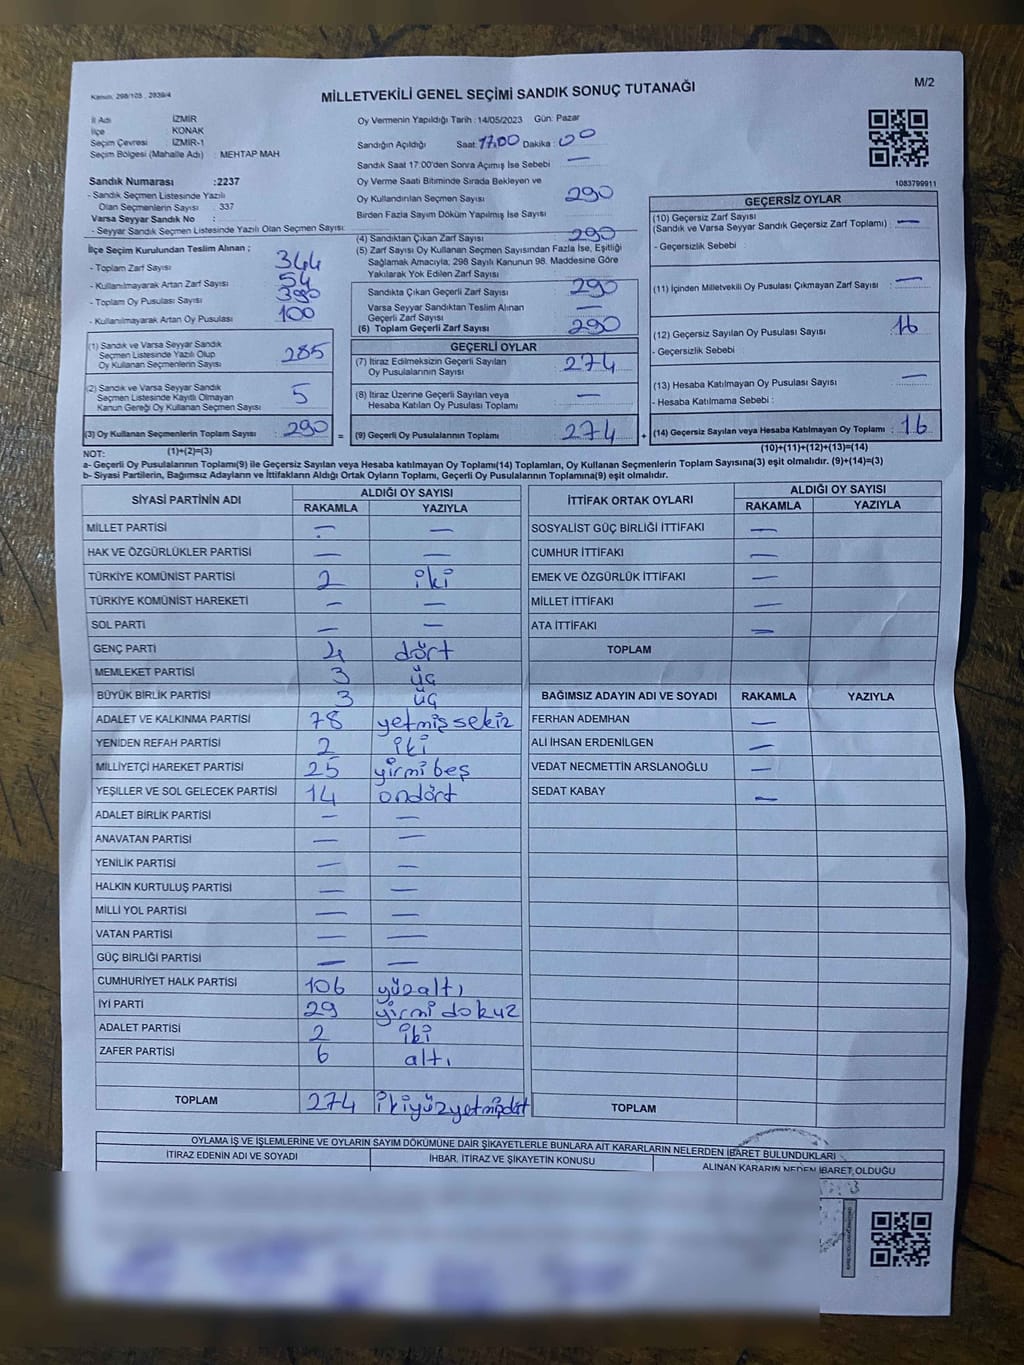 Kanun: 298/105 , 2839/4
MİLLETVEKİLİ GENEL SEÇİMİ SANDIK SONUÇ TUTANAĞI
M/2
İl Adı İZMİR
İlçe KONAK
Seçim Çevresi İZMİR-1
Seçim Bölgesi (Mahalle Adı) : MEHTAP MAH
Sandık Numarası :2237
- Sandık Seçmen Listesinde Yazılı
Olan Seçmenlerin Sayısı : 337
Varsa Seyyar Sandık No :
- Seyyar Sandık Seçmen Listesinde Yazılı Olan Seçmen Sayısı:
Oy Vermenin Yapıldığı Tarih : 14/05/2023 Gün: Pazar
Sandığın Açıldığı Saat: 17:00 Dakika : 00
Sandık Saat 17:00'den Sonra Açımış İse Sebebi —
Oy Verme Saati Bitiminde Sırada Bekleyen ve
Oy Kullandırılan Seçmen Sayısı 290
Birden Fazla Sayım Döküm Yapılmış İse Sayısı
1083799911
İlçe Seçim Kurulundan Teslim Alınan ;
- Toplam Zarf Sayısı 344
- Kullanılmayarak Artan Zarf Sayısı 54
- Toplam Oy Pusulası Sayısı 390
- Kullanılmayarak Artan Oy Pusulası 100
(1) Sandık ve Varsa Seyyar Sandık
Seçmen Listesinde Yazılı Olup
Oy Kullanan Seçmenlerin Sayısı 285
(2) Sandık ve Varsa Seyyar Sandık
Seçmen Listesinde Kayıtlı Olmayan
Kanun Gereği Oy Kullanan Seçmen Sayısı 5
(3) Oy Kullanan Seçmenlerin Toplam Sayısı : 290
(1)+(2)=(3)
(4) Sandıktan Çıkan Zarf Sayısı 290
(5) Zarf Sayısı Oy Kullanan Seçmen Sayısından Fazla İse, Eşitliği
Sağlamak Amacıyla, 298 Sayılı Kanunun 98. Maddesine Göre
Yakılarak Yok Edilen Zarf Sayısı
Sandıkta Çıkan Geçerli Zarf Sayısı 290
Varsa Seyyar Sandıktan Teslim Alınan
Geçerli Zarf Sayısı —
(6) Toplam Geçerli Zarf Sayısı 290
GEÇERLİ OYLAR
(7) İtiraz Edilmeksizin Geçerli Sayılan
Oy Pusulalarının Sayısı 274
(8) İtiraz Üzerine Geçerli Sayılan veya
Hesaba Katılan Oy Pusulası Toplamı —
= (9) Geçerli Oy Pusulalarının Toplamı 274
GEÇERSİZ OYLAR
(10) Geçersiz Zarf Sayısı
(Sandık ve Varsa Seyyar Sandık Geçersiz Zarf Toplamı) : —
- Geçersizlik Sebebi :
(11) İçinden Milletvekili Oy Pusulası Çıkmayan Zarf Sayısı : —
(12) Geçersiz Sayılan Oy Pusulası Sayısı 16
- Geçersizlik Sebebi
(13) Hesaba Katılmayan Oy Pusulası Sayısı : —
- Hesaba Katılmama Sebebi :
+ (14) Geçersiz Sayılan veya Hesaba Katılmayan Oy Toplamı : 16
(10)+(11)+(12)+(13)=(14)
NOT:
a- Geçerli Oy Pusulalarının Toplamı(9) ile Geçersiz Sayılan veya Hesaba katılmayan Oy Toplamı(14) Toplamları, Oy Kullanan Seçmenlerin Toplam Sayısına(3) eşit olmalıdır. (9)+(14)=(3)
b- Siyasi Partilerin, Bağımsız Adayların ve İttifakların Aldığı Ortak Oyların Toplamı, Geçerli Oy Pusulalarının Toplamına(9) eşit olmalıdır.
SİYASİ PARTİNİN ADI ALDIĞI OY SAYISI
RAKAMLA YAZIYLA
MİLLET PARTİSİ — —
HAK VE ÖZGÜRLÜKLER PARTİSİ — —
TÜRKİYE KOMÜNİST PARTİSİ 2 iki
TÜRKİYE KOMÜNİST HAREKETİ — —
SOL PARTİ — —
GENÇ PARTİ 4 dört
MEMLEKET PARTİSİ 3 üç
BÜYÜK BİRLİK PARTİSİ 3 üç
ADALET VE KALKINMA PARTİSİ 78 yetmiş sekiz
YENİDEN REFAH PARTİSİ 2 iki
MİLLİYETÇİ HAREKET PARTİSİ 25 yirmi beş
YEŞİLLER VE SOL GELECEK PARTİSİ 14 ondört
ADALET BİRLİK PARTİSİ — —
ANAVATAN PARTİSİ — —
YENİLİK PARTİSİ — —
HALKIN KURTULUŞ PARTİSİ — —
MİLLİ YOL PARTİSİ — —
VATAN PARTİSİ — —
GÜÇ BİRLİĞİ PARTİSİ — —
CUMHURİYET HALK PARTİSİ 106 yüzaltı
İYİ PARTİ 29 yirmi dokuz
ADALET PARTİSİ 2 iki
ZAFER PARTİSİ 6 altı
TOPLAM 274 ikiyüzyetmişdört
İTTİFAK ORTAK OYLARI ALDIĞI OY SAYISI
RAKAMLA YAZIYLA
SOSYALİST GÜÇ BİRLİĞİ İTTİFAKI —
CUMHUR İTTİFAKI —
EMEK VE ÖZGÜRLÜK İTTİFAKI —
MİLLET İTTİFAKI —
ATA İTTİFAKI —
TOPLAM
BAĞIMSIZ ADAYIN ADI VE SOYADI RAKAMLA YAZIYLA
FERHAN ADEMHAN —
ALİ İHSAN ERDENİLGEN —
VEDAT NECMETTİN ARSLANOĞLU —
SEDAT KABAY —
TOPLAM
OYLAMA İŞ VE İŞLEMLERİNE VE OYLARIN SAYIM DÖKÜMÜNE DAİR ŞİKAYETLERLE BUNLARA AİT KARARLARIN NELERDEN İBARET BULUNDUKLARI
İTİRAZ EDENİN ADI VE SOYADI İHBAR, İTİRAZ VE ŞİKAYETİN KONUSU ALINAN KARARIN NEDEN İBARET OLDUĞU